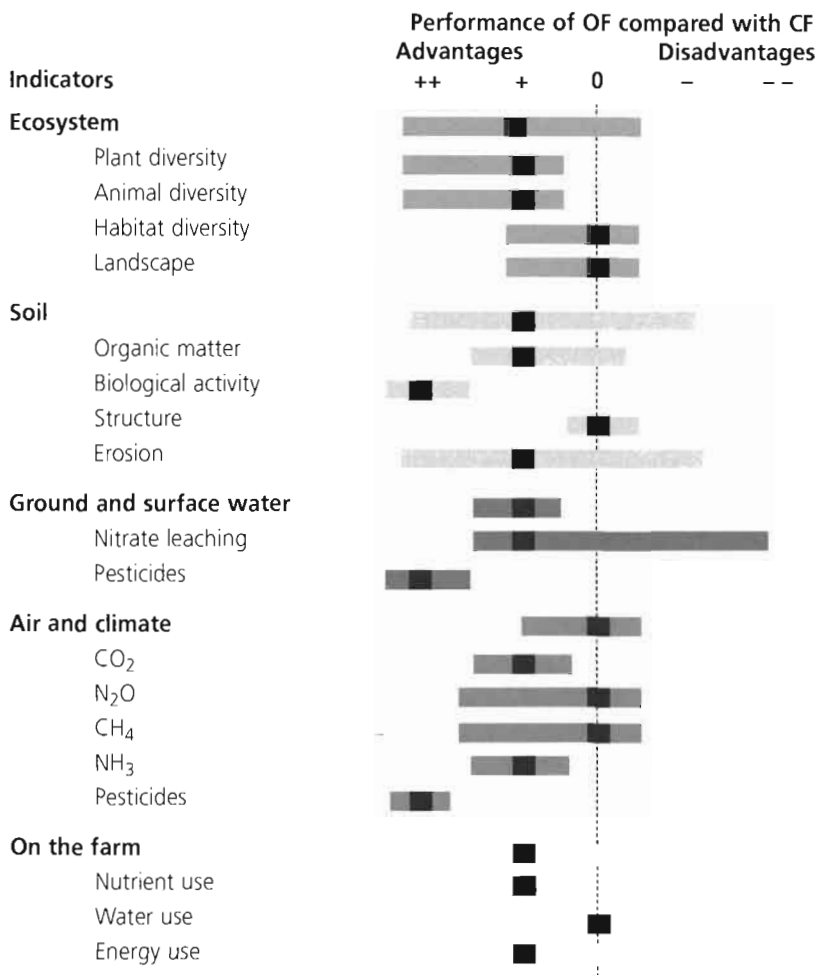 Performance of OF compared with CF
Advantages Disadvantages
Indicators ++ + 0 – – –
Ecosystem
Plant diversity
Animal diversity
Habitat diversity
Landscape
Soil
Organic matter
Biological activity
Structure
Erosion
Ground and surface water
Nitrate leaching
Pesticides
Air and climate
CO₂
N₂O
CH₄
NH₃
Pesticides
On the farm
Nutrient use
Water use
Energy use